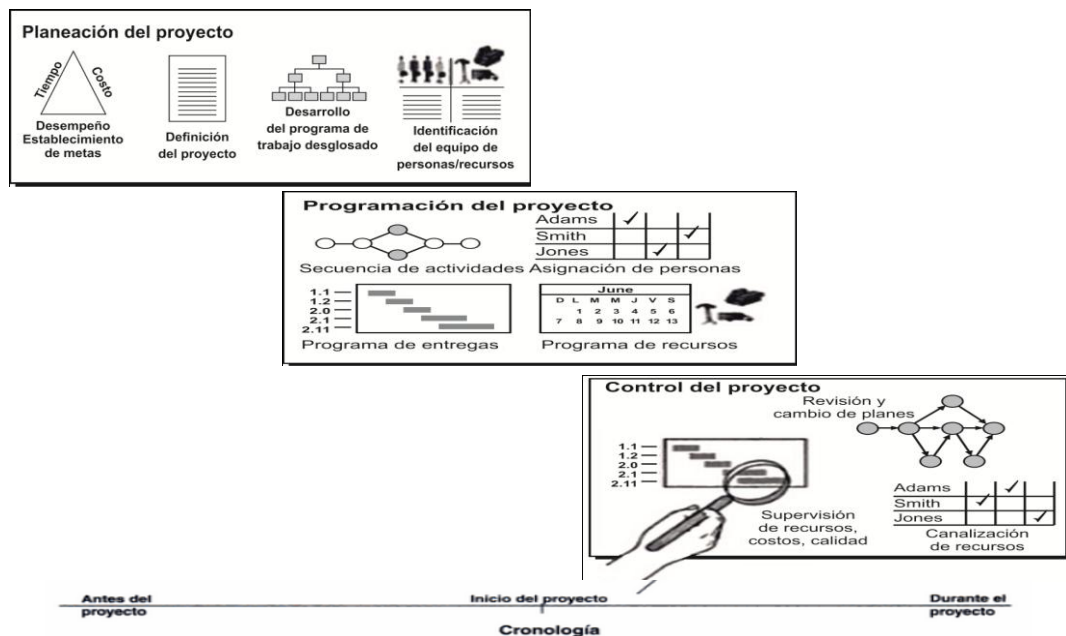 Planeación del proyecto
Tiempo
Costo
Desempeño
Establecimiento
de metas
Definición
del proyecto
Desarrollo
del programa de
trabajo desglosado
Identificación
del equipo de
personas/recursos
Programación del proyecto
Adams
Smith
Jones
Secuencia de actividades
Asignación de personas
1.1
1.2
2.0
2.1
2.11
Programa de entregas
June
D L M M J V S
1 2 3 4 5 6
7 8 9 10 11 12 13
Programa de recursos
Control del proyecto
Revisión y
cambio de planes
1.1
1.2
2.0
2.1
2.11
Supervisión
de recursos,
costos, calidad
Adams
Smith
Jones
Canalización
de recursos
Antes del
proyecto
Inicio del proyecto
Durante el
proyecto
Cronología